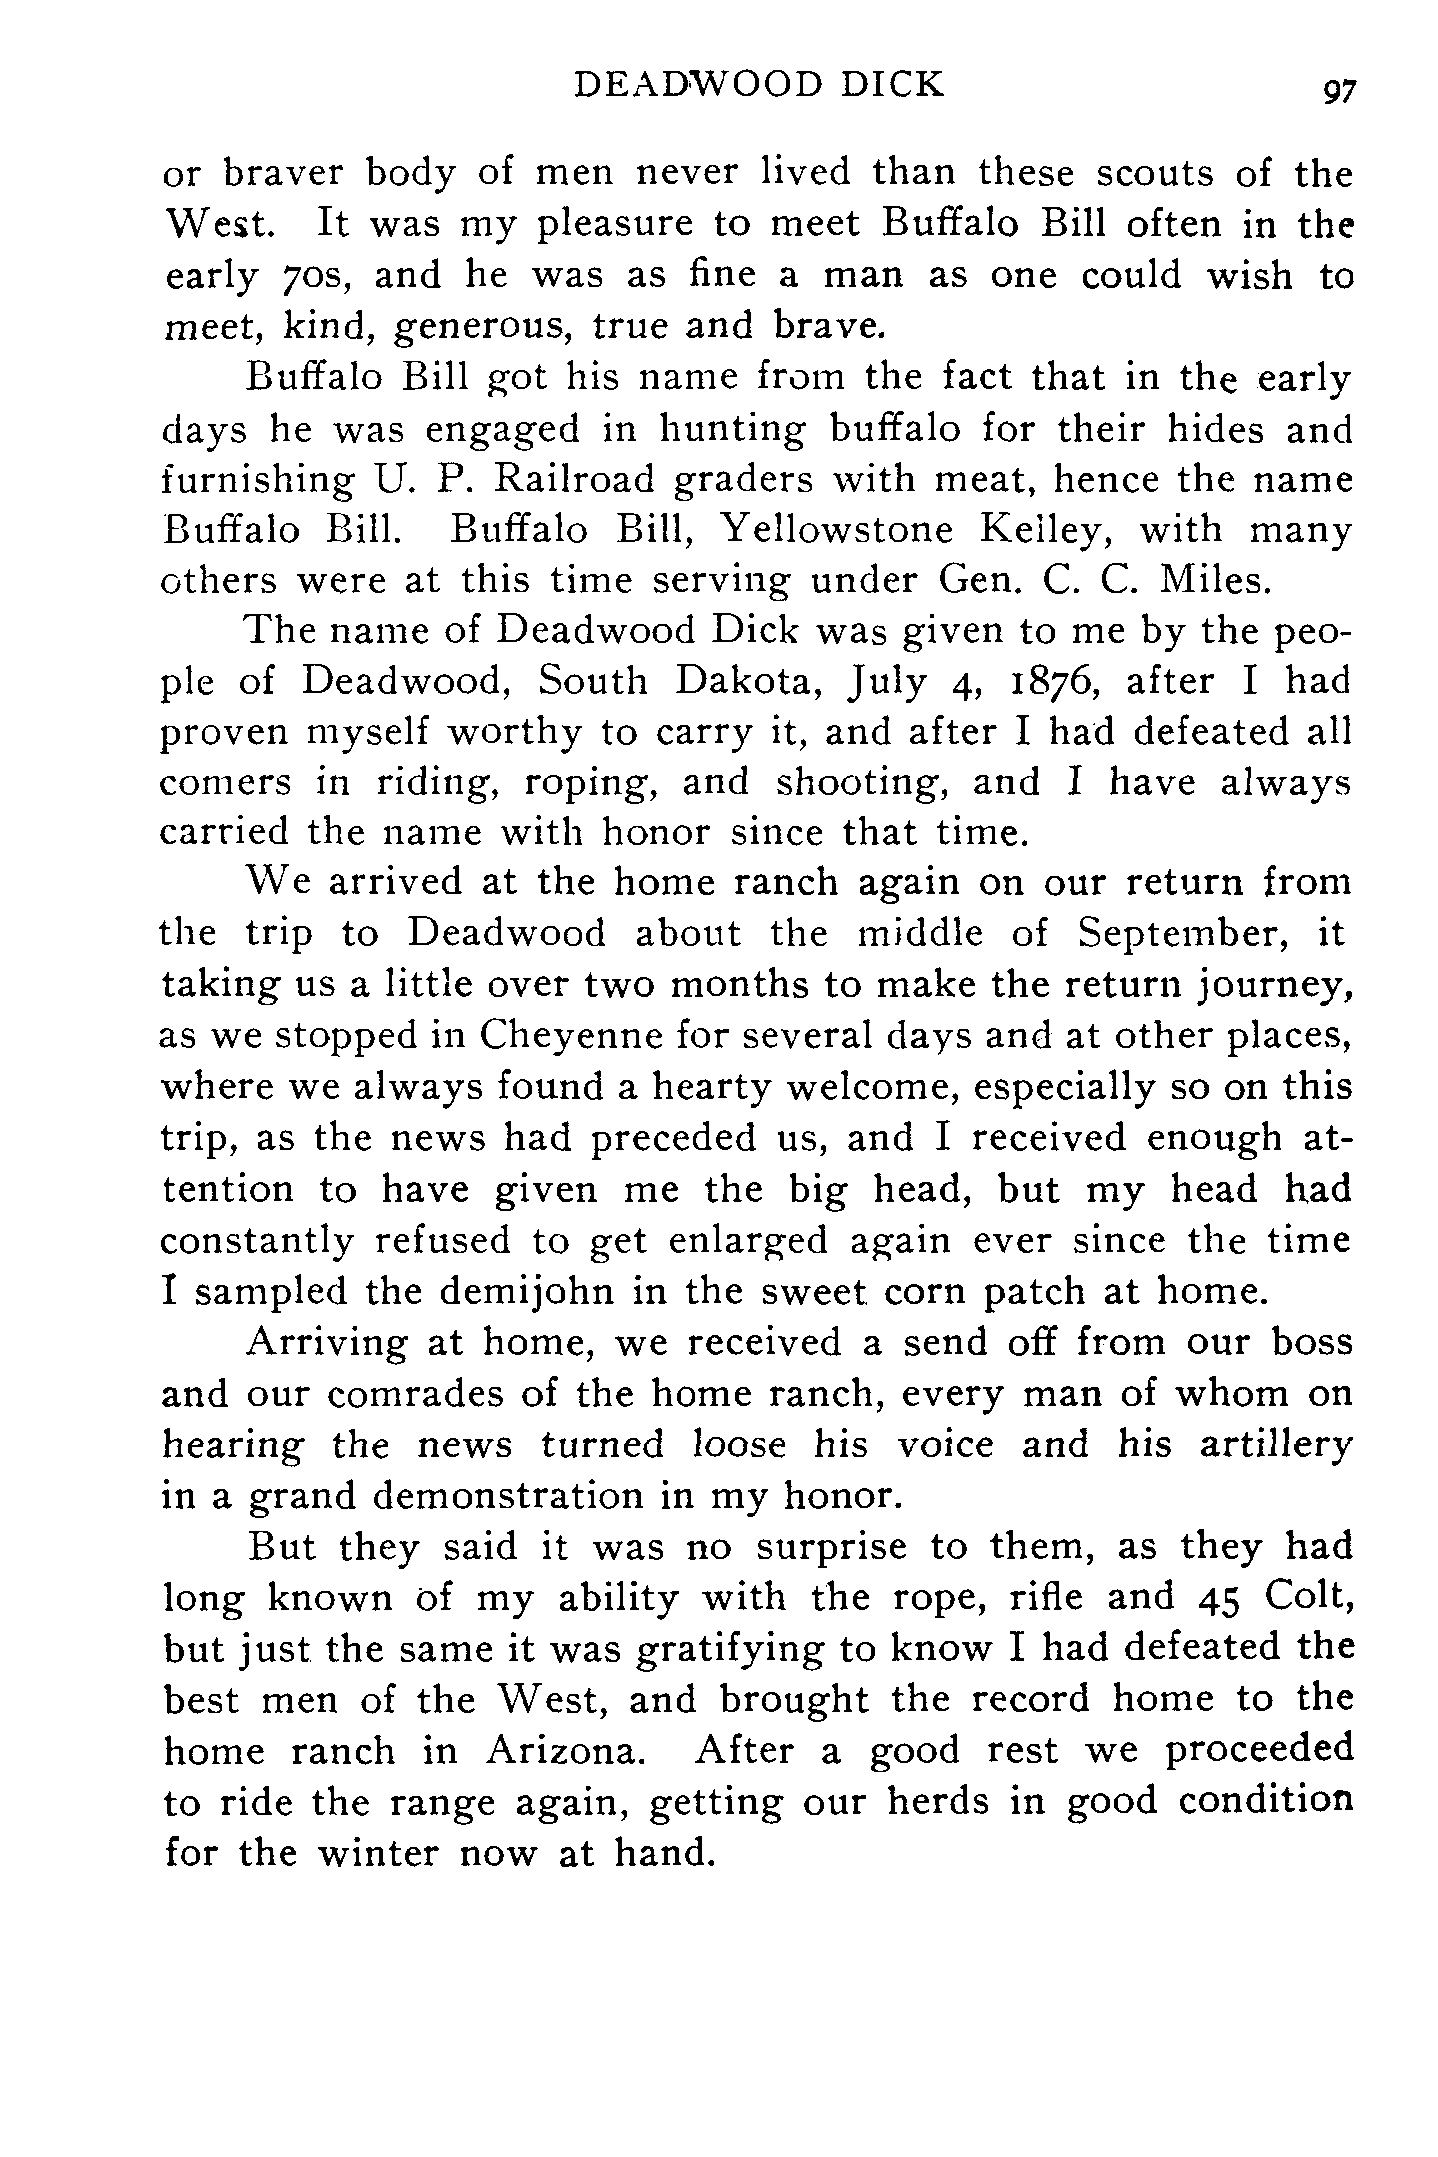 DEADWOOD DICK 97
or braver body of men never lived than these scouts of the
West. It was my pleasure to meet Buffalo Bill often in the
early 70s, and he was as fine a man as one could wish to
meet, kind, generous, true and brave.
Buffalo Bill got his name from the fact that in the early
days he was engaged in hunting buffalo for their hides and
furnishing U. P. Railroad graders with meat, hence the name
Buffalo Bill. Buffalo Bill, Yellowstone Kelley, with many
others were at this time serving under Gen. C. C. Miles.
The name of Deadwood Dick was given to me by the peo-
ple of Deadwood, South Dakota, July 4, 1876, after I had
proven myself worthy to carry it, and after I had defeated all
comers in riding, roping, and shooting, and I have always
carried the name with honor since that time.
We arrived at the home ranch again on our return from
the trip to Deadwood about the middle of September, it
taking us a little over two months to make the return journey,
as we stopped in Cheyenne for several days and at other places,
where we always found a hearty welcome, especially so on this
trip, as the news had preceded us, and I received enough at-
tention to have given me the big head, but my head had
constantly refused to get enlarged again ever since the time
I sampled the demijohn in the sweet corn patch at home.
Arriving at home, we received a send off from our boss
and our comrades of the home ranch, every man of whom on
hearing the news turned loose his voice and his artillery
in a grand demonstration in my honor.
But they said it was no surprise to them, as they had
long known of my ability with the rope, rifle and 45 Colt,
but just the same it was gratifying to know I had defeated the
best men of the West, and brought the record home to the
home ranch in Arizona. After a good rest we proceeded
to ride the range again, getting our herds in good condition
for the winter now at hand.